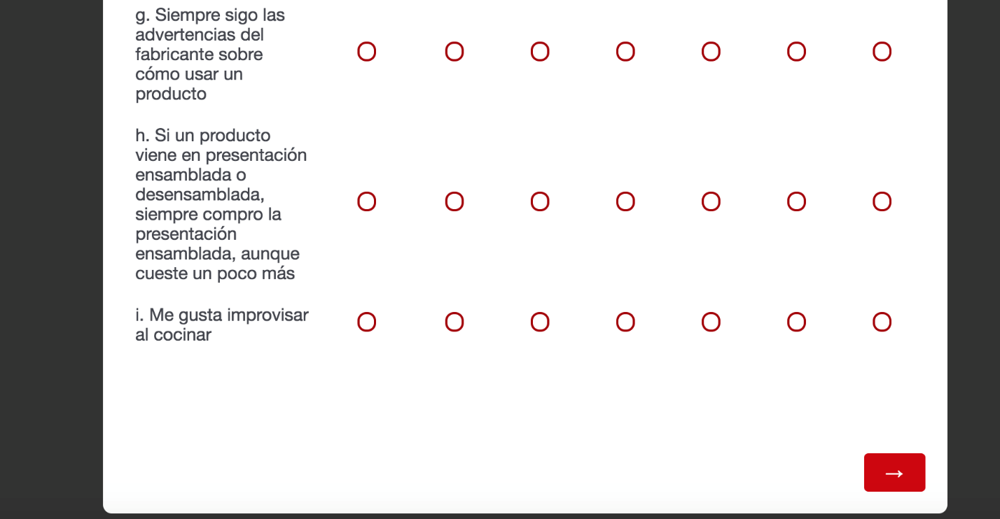 g. Siempre sigo las
advertencias del
fabricante sobre
cómo usar un
producto
h. Si un producto
viene en presentación
ensamblada o
desensamblada,
siempre compro la
presentación
ensamblada, aunque
cueste un poco más
i. Me gusta improvisar
al cocinar
→